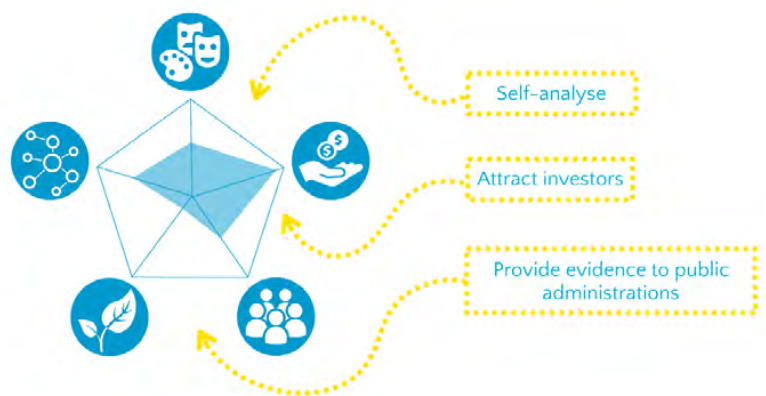 Self-analyse
Attract investors
Provide evidence to public
administrations
$
$